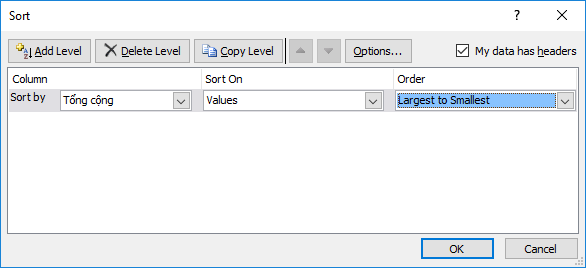 Sort
?
Add Level Delete Level Copy Level Options... My data has headers
Column Sort On Order
Sort by Tổng cộng Values Largest to Smallest
OK Cancel